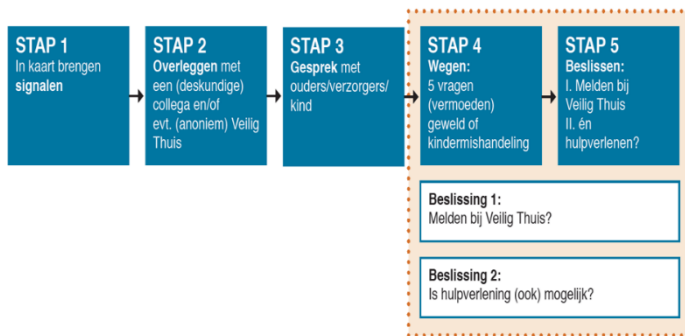 STAP 1
In kaart brengen
signalen
STAP 2
Overleggen met
een (deskundige)
collega en/of
evt. (anoniem) Veilig
Thuis
STAP 3
Gesprek met
ouders/verzorgers/
kind
STAP 4
Wegen:
5 vragen
(vermoeden)
geweld of
kindermishandeling
STAP 5
Beslissen:
I. Melden bij
Veilig Thuis
II. én
hulpverlenen?
Beslissing 1:
Melden bij Veilig Thuis?
Beslissing 2:
Is hulpverlening (ook) mogelijk?